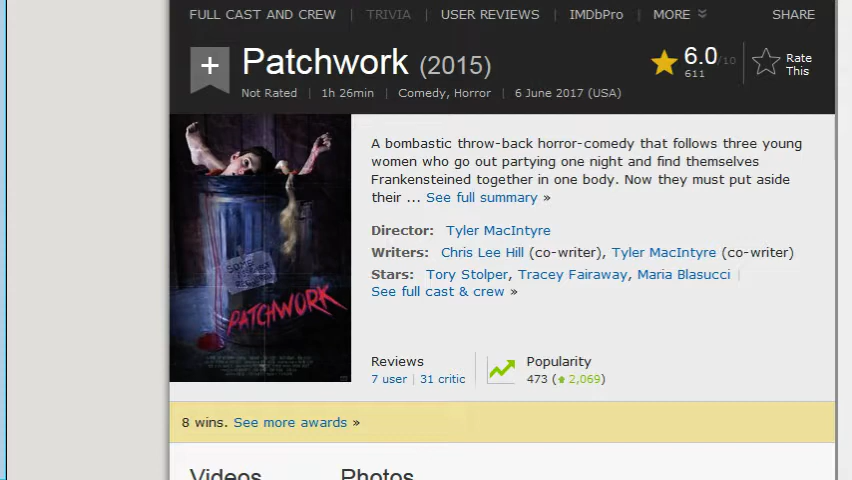 FULL CAST AND CREW | TRIVIA | USER REVIEWS | IMDbPro | MORE SHARE
+ Patchwork (2015) 6.0/10 611 Rate This
Not Rated | 1h 26min | Comedy, Horror | 6 June 2017 (USA)
A bombastic throw-back horror-comedy that follows three young
women who go out partying one night and find themselves
Frankensteined together in one body. Now they must put aside
their ... See full summary »
Director: Tyler MacIntyre
Writers: Chris Lee Hill (co-writer), Tyler MacIntyre (co-writer)
Stars: Tory Stolper, Tracey Fairaway, Maria Blasucci |
See full cast & crew »
PATCHWORK
Reviews
7 user | 31 critic
Popularity
473 (2,069)
8 wins. See more awards »
Videos Photos